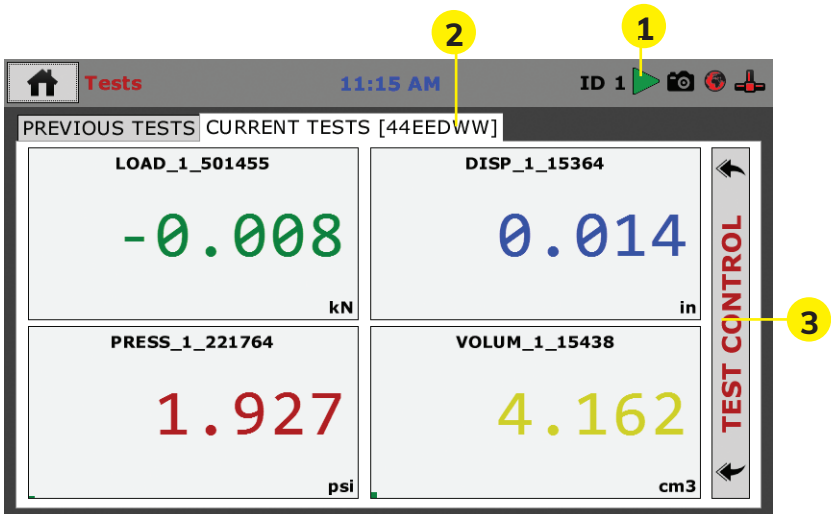 2
1
Tests
11:15 AM
ID 1
PREVIOUS TESTS
CURRENT TESTS [44EEDWW]
LOAD_1_501455
-0.008
kN
DISP_1_15364
0.014
in
TEST CONTROL
3
PRESS_1_221764
1.927
psi
VOLUM_1_15438
4.162
cm3